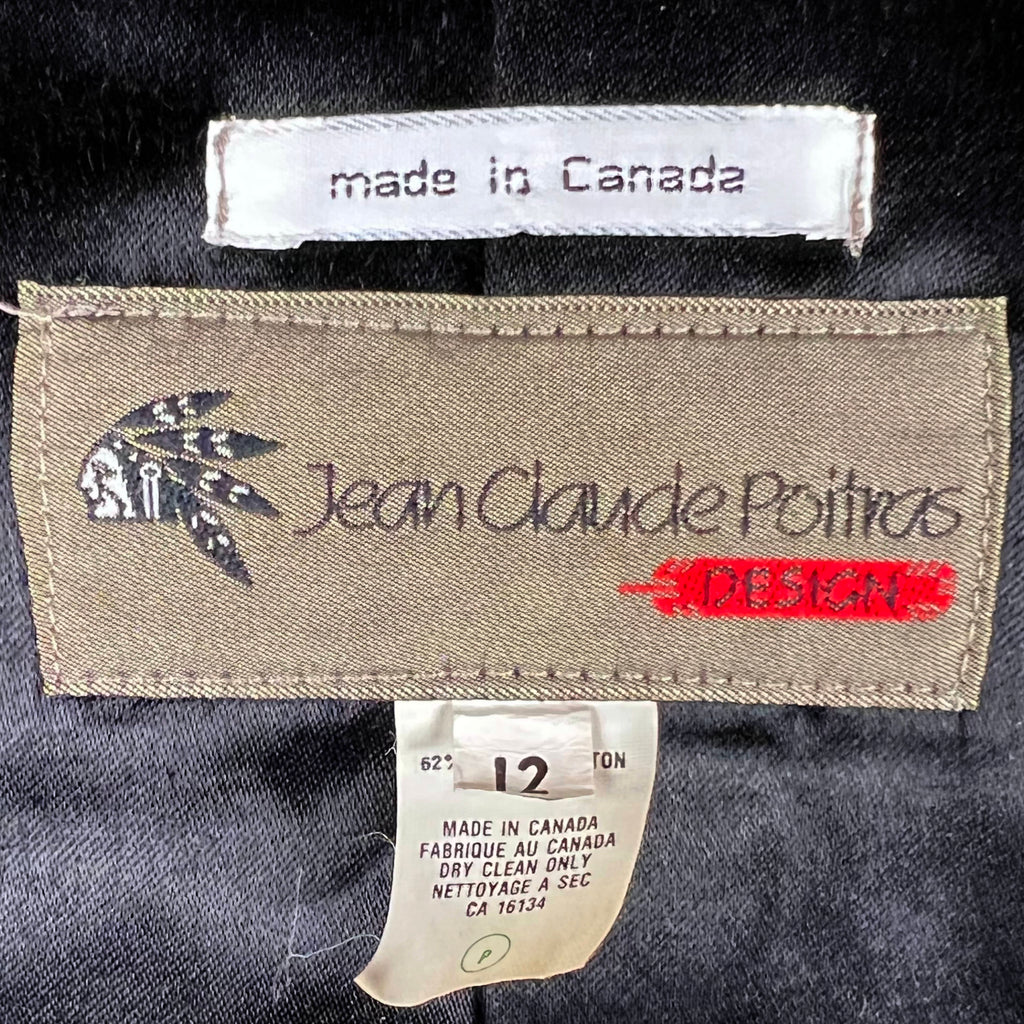 made in Canada
Jean Claude Poitras
DESIGN
62%
12
MADE IN CANADA
FABRIQUE AU CANADA
DRY CLEAN ONLY
NETTOYAGE A SEC
CA 16134
P